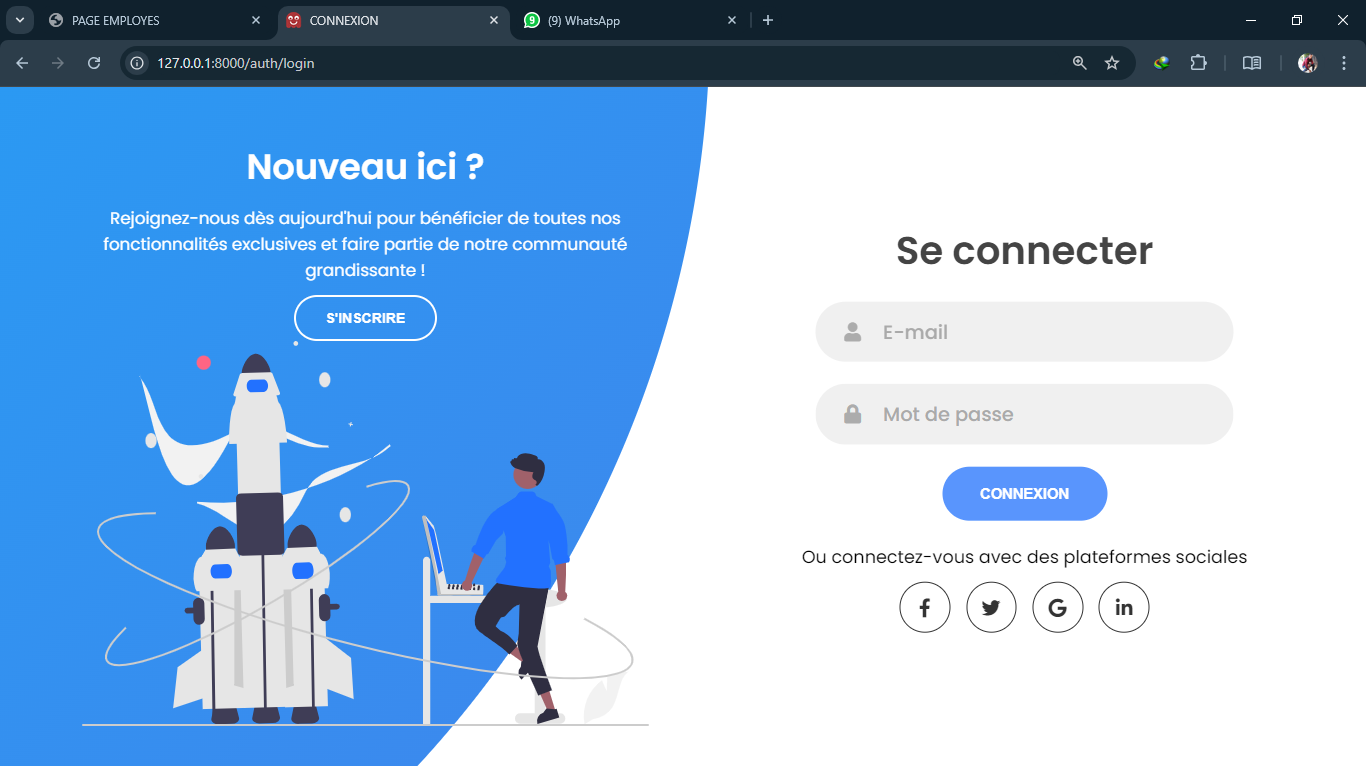 PAGE EMPLOYES
CONNEXION
9
(9) WhatsApp
127.0.0.1:8000/auth/login
Nouveau ici ?
Rejoignez-nous dès aujourd'hui pour bénéficier de toutes nos
fonctionnalités exclusives et faire partie de notre communauté
grandissante !
S'INSCRIRE
Se connecter
E-mail
Mot de passe
CONNEXION
Ou connectez-vous avec des plateformes sociales